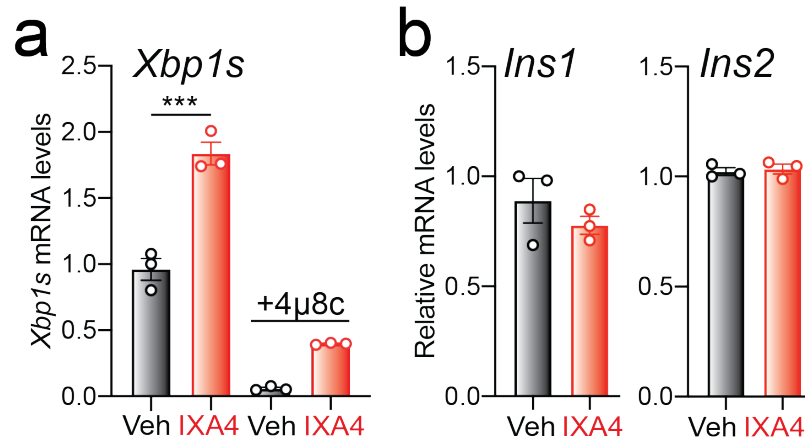 a
Xbp1s
Xbp1s mRNA levels
2.5
2.0
1.5
1.0
0.5
0.0
***
+4µ8c
Veh IXA4 Veh IXA4
b
Ins1
Relative mRNA levels
1.5
1.0
0.5
0.0
Veh IXA4
Ins2
1.5
1.0
0.5
0.0
Veh IXA4